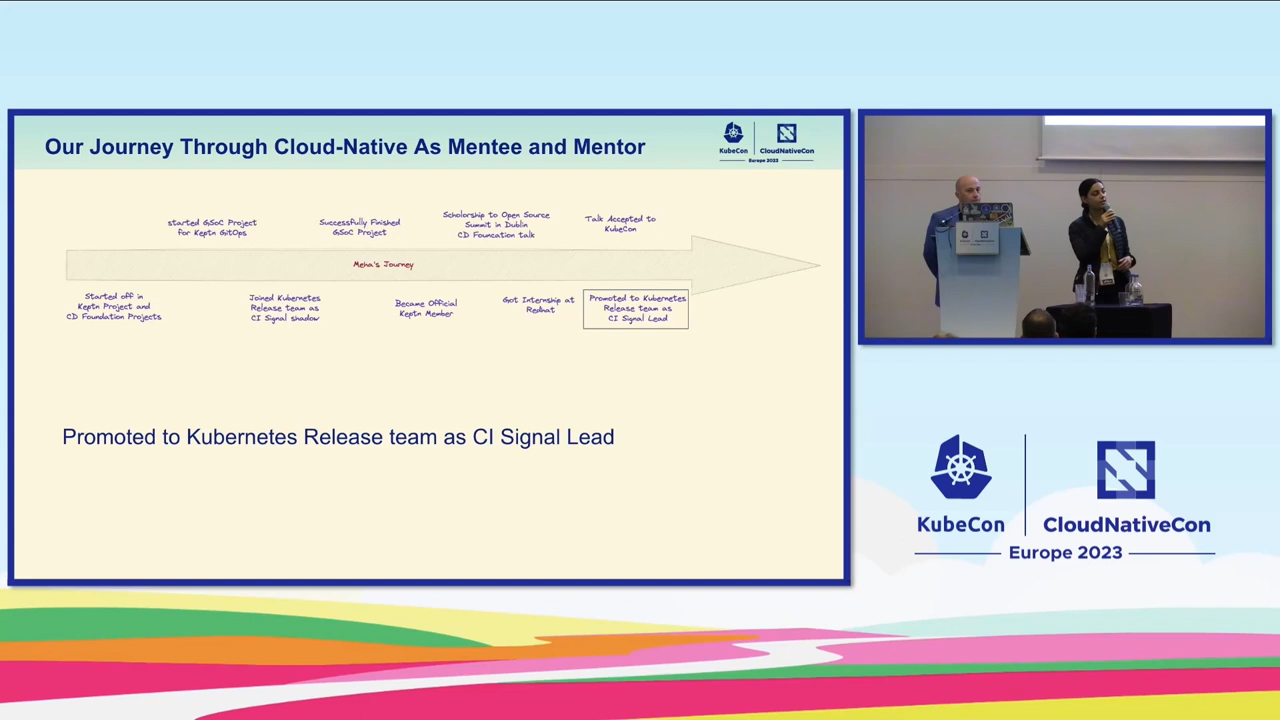 Our Journey Through Cloud-Native As Mentee and Mentor
KubeCon
CloudNativeCon
Europe 2023
started GSoC Project
for Keptn GitOps
Successfully Finished
GSoC Project
Scholarship to Open Source
Summit in Dublin
CD Founcation talk
Talk Accepted to
KubeCon
Meha's Journey
Started off in
Keptn Project and
CD Foundation Projects
Joined Kubernetes
Release team as
CI Signal shadow
Became Official
Keptn Member
Got Internship at
Redhat
Promoted to Kubernetes
Release team as
CI Signal Lead
Promoted to Kubernetes Release team as CI Signal Lead
KubeCon
CloudNativeCon
Europe 2023